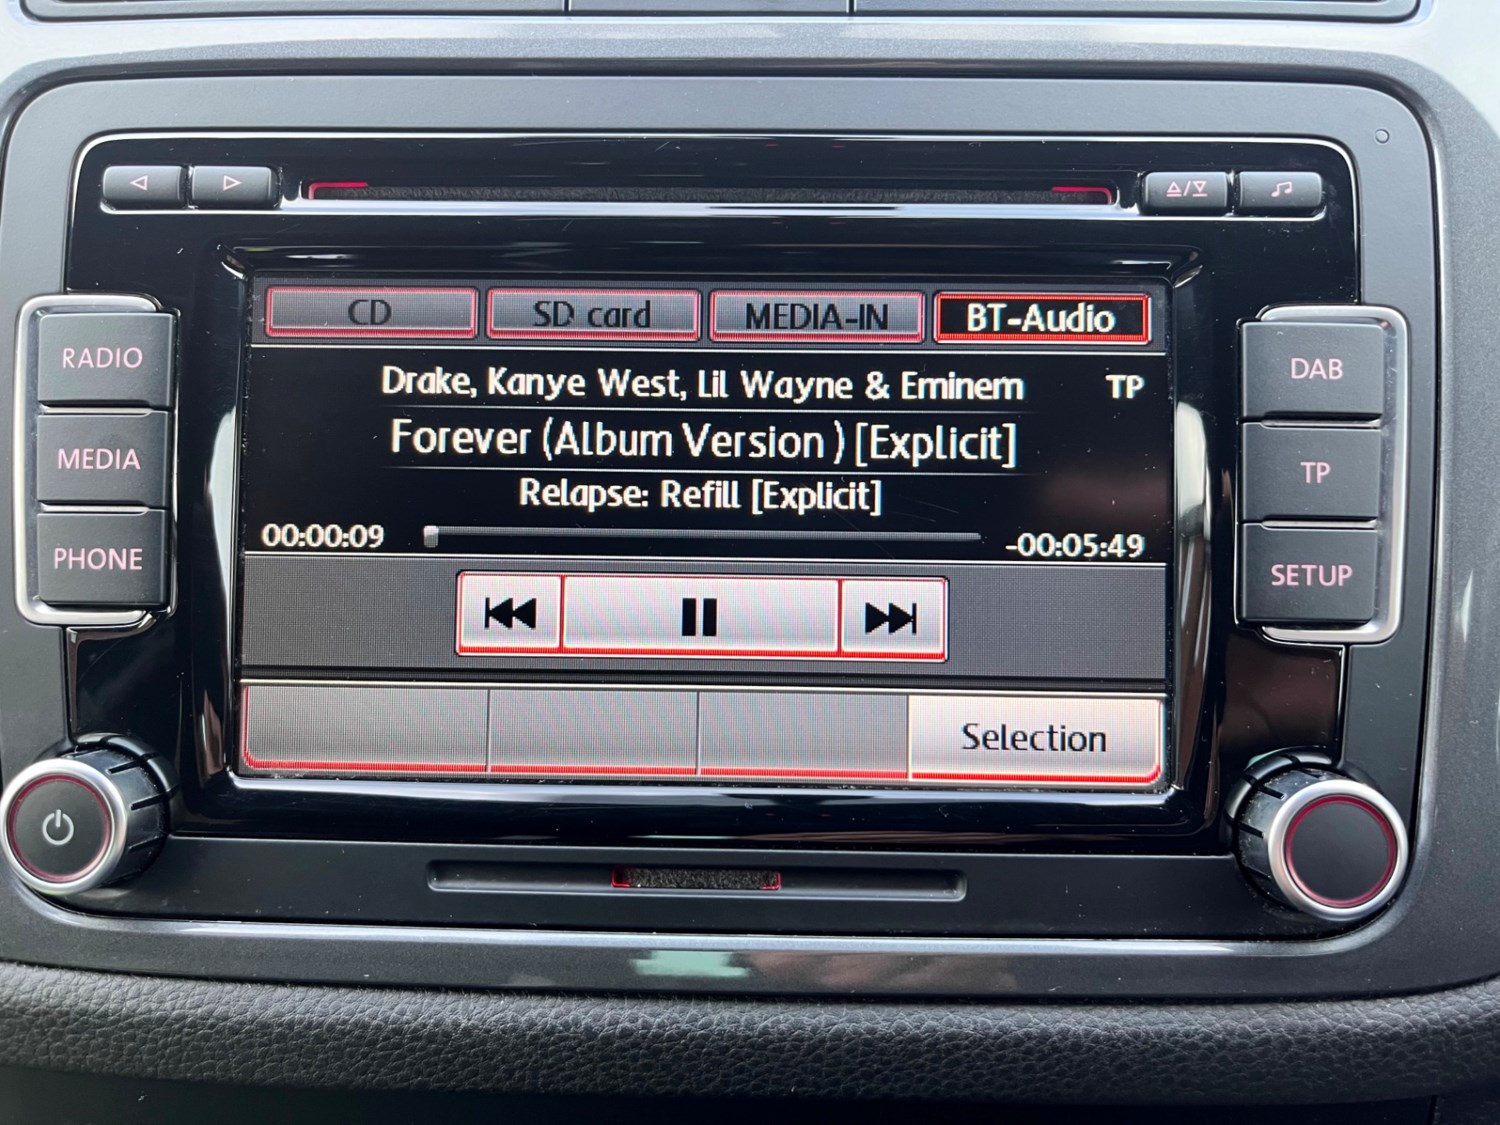 CD SD card MEDIA-IN BT-Audio
Drake, Kanye West, Lil Wayne & Eminem TP
Forever (Album Version ) [Explicit]
Relapse: Refill [Explicit]
00:00:09 -00:05:49
Selection
RADIO
MEDIA
PHONE
DAB
TP
SETUP